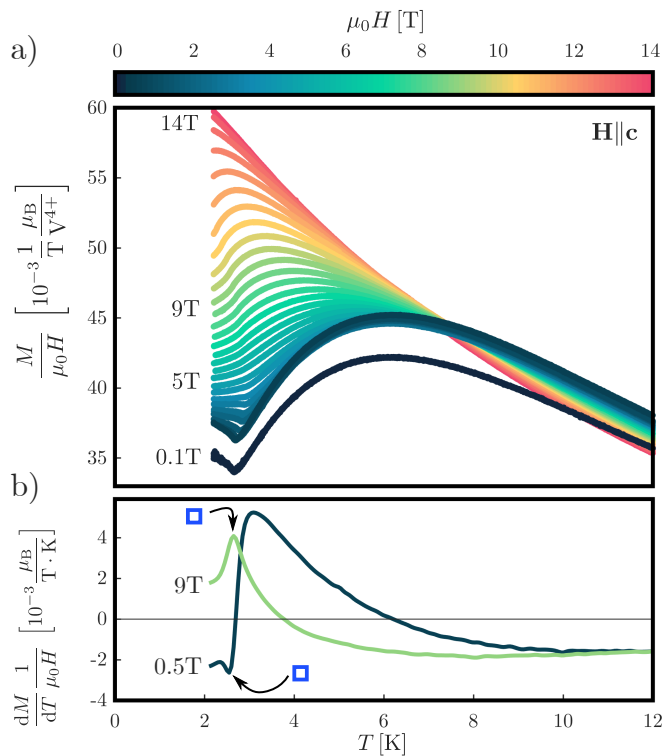 μ₀H [T]
0 2 4 6 8 10 12 14
a)
H∥c
60
55
50
45
40
35
14T
9T
5T
0.1T
M/μ₀H [10⁻³ 1/T μ_B/V⁴⁺]
b)
4
2
0
-2
-4
9T
0.5T
dM/dT 1/μ₀H [10⁻³ μ_B/T·K]
0 2 4 6 8 10 12
T [K]